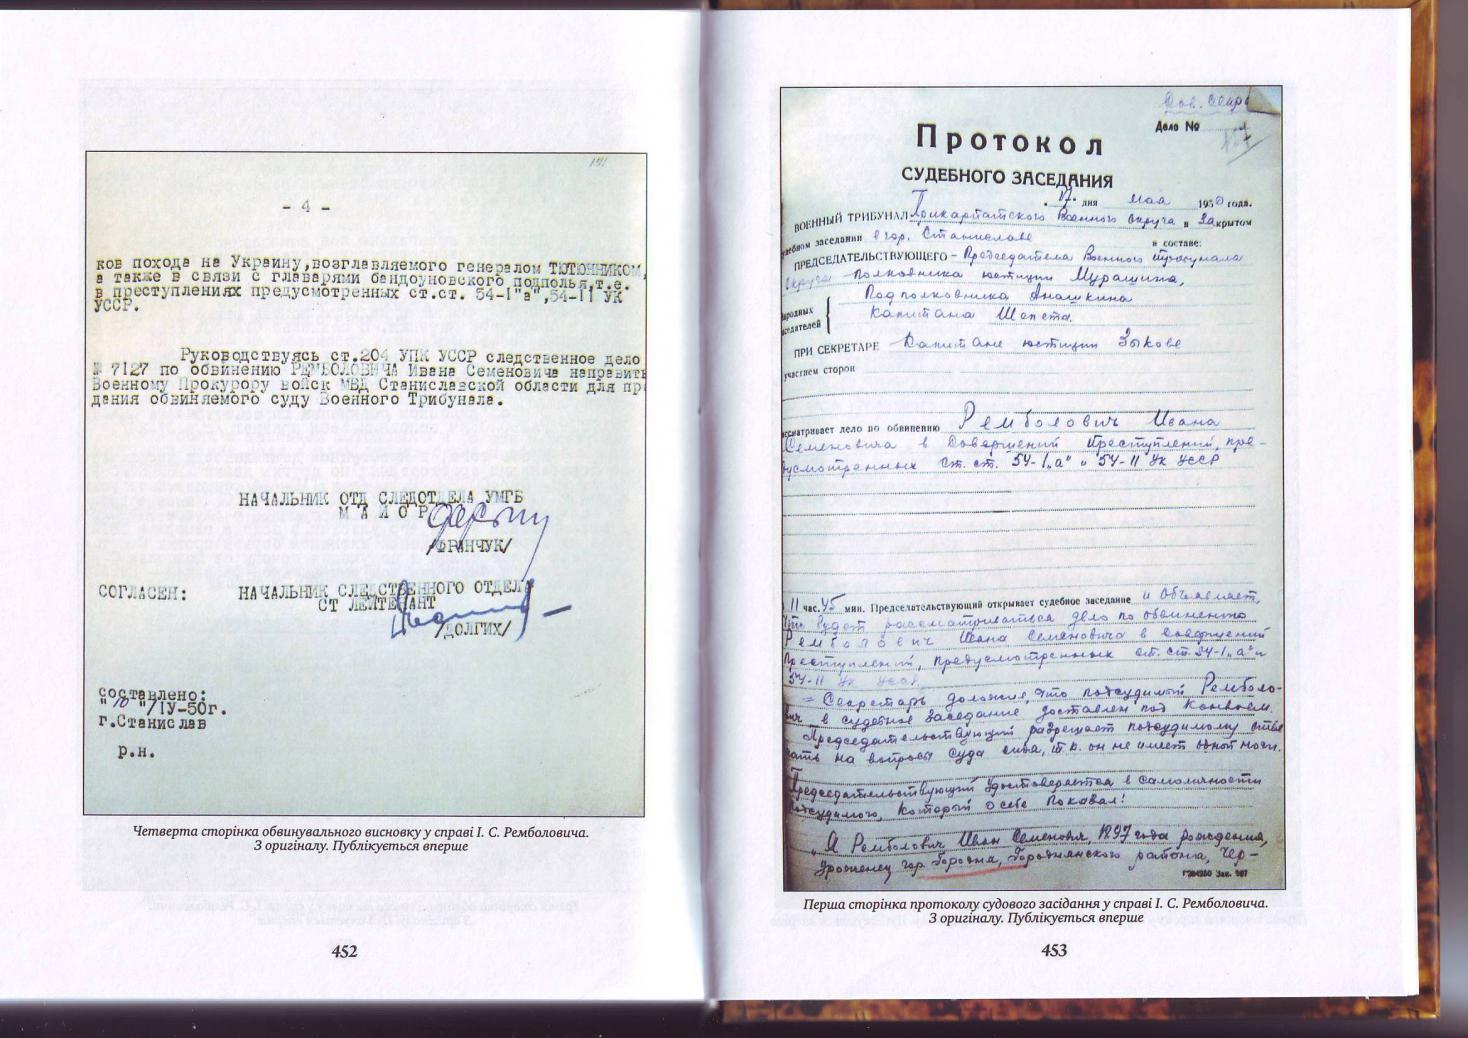 - 4 -
ков похода на Украину,возглавляемого генералом ТЮТЮННИКОМ,
а также в связи с главарями бандоуновского подполья,т.е.
в преступлениях предусмотренных ст.ст. 54-1"а",54-11 УК
УССР.
Руководствуясь ст.204 УПК УССР следственное дело
№ 7127 по обвинению РЕМБОЛОВИЧА Ивана Семеновича направить
Военному Прокурору войск МВД Станиславской области для пр
дания обвиняемого суду Военного Трибунала.
НАЧАЛЬНИК ОТД СЛЕДОТДЕЛА УМГБ
М А Й О Р
/ФРАНЧУК/
СОГЛАСЕН: НАЧАЛЬНИК СЛЕДСТВЕННОГО ОТДЕЛА
СТ ЛЕЙТЕНАНТ
/ДОЛГИХ/
составлено:
"10"/1У-50г.
г.Станислав
р.н.
Четверта сторінка обвинувального висновку у справі І. С. Ремболовича.
З оригіналу. Публікується вперше
452
Дело №
Протокол
СУДЕБНОГО ЗАСЕДАНИЯ
17 дня мая 1950 года.
ВОЕННЫЙ ТРИБУНАЛ Прикарпатского Военного Округа в Закрытом
судебном заседании в гор. Станиславе в составе:
ПРЕДСЕДАТЕЛЬСТВУЮЩЕГО - Председателя Военного трибунала
округа полковника юстиции Мурашина,
Подполковника Анашкина
Капитана Шепета.
ПРИ СЕКРЕТАРЕ Капитане юстиции Зыкове
участием сторон
рассматривает дело по обвинению Ремболович Ивана
Семеновича в совершении преступлений, пре-
дусмотренных ст. ст. 54-1„а" и 54-11 УК УССР
11 час. 45 мин. Председательствующий открывает судебное заседание и объявляет,
что будет рассматриваться дело по обвинению
Ремболович Ивана Семеновича в совершении
преступлений, предусмотренных ст. ст. 54-1„а" и
54-11 УК УССР
- Секретарь доложил, что подсудимый Ремболо-
вич в судебное заседание доставлен под конвоем.
Председательствующий разрешает подсудимому отве-
чать на вопросы суда сидя, т.к. он не имеет одной ноги.
Председательствующий удостоверяется в самоличности
подсудимого, который о себе показал:
„Я Ремболович Иван Семенович, 1897 года рождения,
уроженец гор. Городня, Городнянского района, Чер-
Перша сторінка протоколу судового засідання у справі І. С. Ремболовича.
З оригіналу. Публікується вперше
453